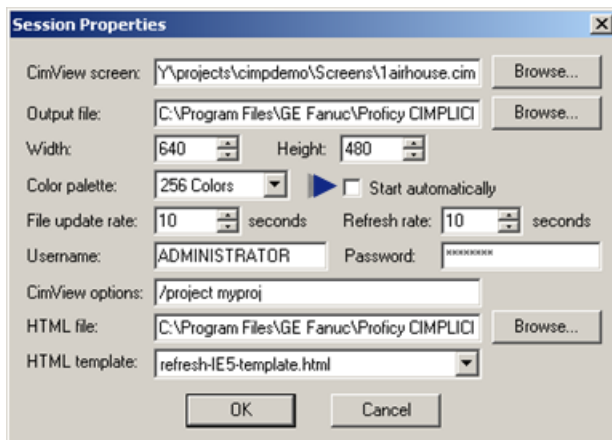 Session Properties
CimView screen: Y\projects\cimpdemo\Screens\1airhouse.cim Browse...
Output file: C:\Program Files\GE Fanuc\Proficy CIMPLICI Browse...
Width: 640 Height: 480
Color palette: 256 Colors Start automatically
File update rate: 10 seconds Refresh rate: 10 seconds
Username: ADMINISTRATOR Password: ********
CimView options: /project myproj
HTML file: C:\Program Files\GE Fanuc\Proficy CIMPLICI Browse...
HTML template: refresh-IE5-template.html
OK Cancel